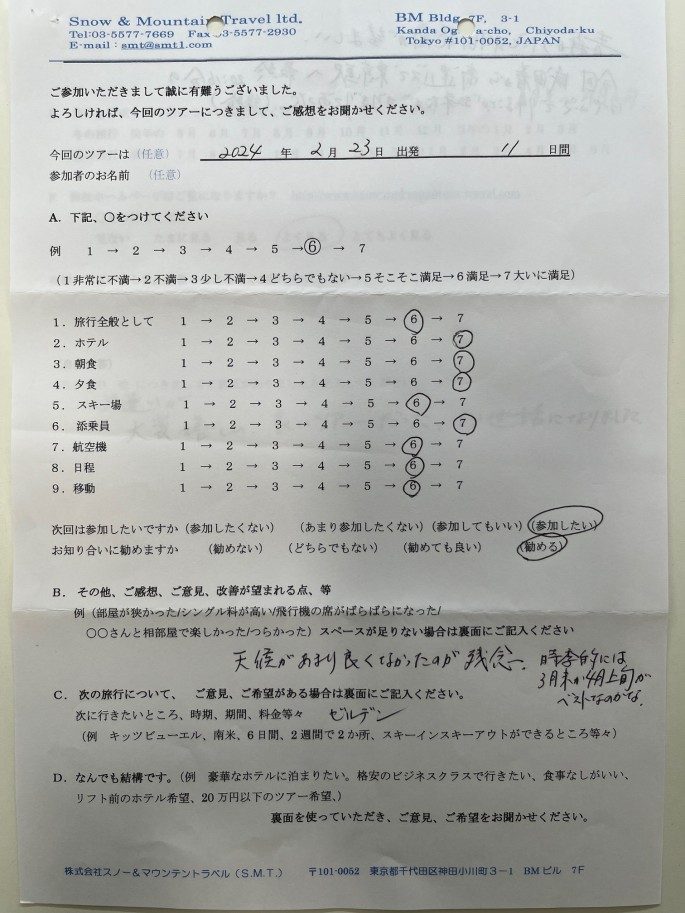 Snow & Mountain Travel ltd.
BM Bldg. 7F, 3-1
Tel:03-5577-7669 Fax 03-5577-2930
Kanda Og a-cho, Chiyoda-ku
E-mail : smt@smt1.com
Tokyo #101-0052, JAPAN
ご参加いただきまして誠に有難うございました。
よろしければ、今回のツアーにつきまして、ご感想をお聞かせください。
今回のツアーは (任意) 2024 年 2 月 23 日 出発 11 日間
参加者のお名前 (任意)
A. 下記、○をつけてください
例 1 → 2 → 3 → 4 → 5 →⑥ → 7
(1非常に不満→2不満→3少し不満→4どちらでもない→5そこそこ満足→6満足→7大いに満足)
1. 旅行全般として 1 → 2 → 3 → 4 → 5 → 6 → 7
2. ホテル 1 → 2 → 3 → 4 → 5 → 6 → 7
3. 朝食 1 → 2 → 3 → 4 → 5 → 6 → 7
4. 夕食 1 → 2 → 3 → 4 → 5 → 6 → 7
5. スキー場 1 → 2 → 3 → 4 → 5 → 6 → 7
6. 添乗員 1 → 2 → 3 → 4 → 5 → 6 → 7
7. 航空機 1 → 2 → 3 → 4 → 5 → 6 → 7
8. 日程 1 → 2 → 3 → 4 → 5 → 6 → 7
9. 移動 1 → 2 → 3 → 4 → 5 → 6 → 7
次回は参加したいですか (参加したくない) (あまり参加したくない) (参加してもいい) (参加したい)
お知り合いに勧めますか (勧めない) (どちらでもない) (勧めても良い) (勧める)
B. その他、ご感想、ご意見、改善が望まれる点、等
例 (部屋が狭かった/シングル料が高い/飛行機の席がばらばらになった/
○○さんと相部屋で楽しかった/つらかった) スペースが足りない場合は裏面にご記入ください
天候があまり良くなかったのが残念。
時季的には
3月末か4月上旬が
ベストなのかな。
C. 次の旅行について、 ご意見、ご希望がある場合は裏面にご記入ください。
次に行きたいところ、時期、期間、料金等々 ゼルデン
(例 キッツビューエル、南米、6日間、2週間で2か所、スキーインスキーアウトができるところ等々)
D. なんでも結構です。(例 豪華なホテルに泊まりたい。格安のビジネスクラスで行きたい、食事なしがいい、
リフト前のホテル希望、20万円以下のツアー希望、)
裏面を使っていただき、ご意見、ご希望をお聞かせください。
株式会社スノー&マウンテントラベル (S.M.T.) 〒101-0052 東京都千代田区神田小川町3-1 BMビル 7F